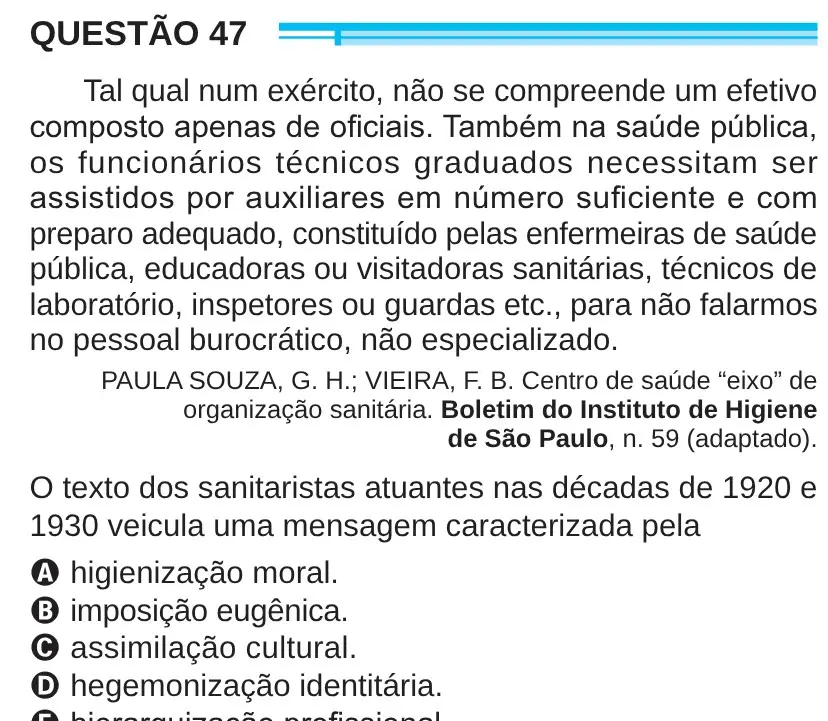 QUESTÃO 47
Tal qual num exército, não se compreende um efetivo
composto apenas de oficiais. Também na saúde pública,
os funcionários técnicos graduados necessitam ser
assistidos por auxiliares em número suficiente e com
preparo adequado, constituído pelas enfermeiras de saúde
pública, educadoras ou visitadoras sanitárias, técnicos de
laboratório, inspetores ou guardas etc., para não falarmos
no pessoal burocrático, não especializado.
PAULA SOUZA, G. H.; VIEIRA, F. B. Centro de saúde “eixo” de
organização sanitária. Boletim do Instituto de Higiene
de São Paulo, n. 59 (adaptado).
O texto dos sanitaristas atuantes nas décadas de 1920 e
1930 veicula uma mensagem caracterizada pela
A higienização moral.
B imposição eugênica.
C assimilação cultural.
D hegemonização identitária.
E hierarquização profissional.